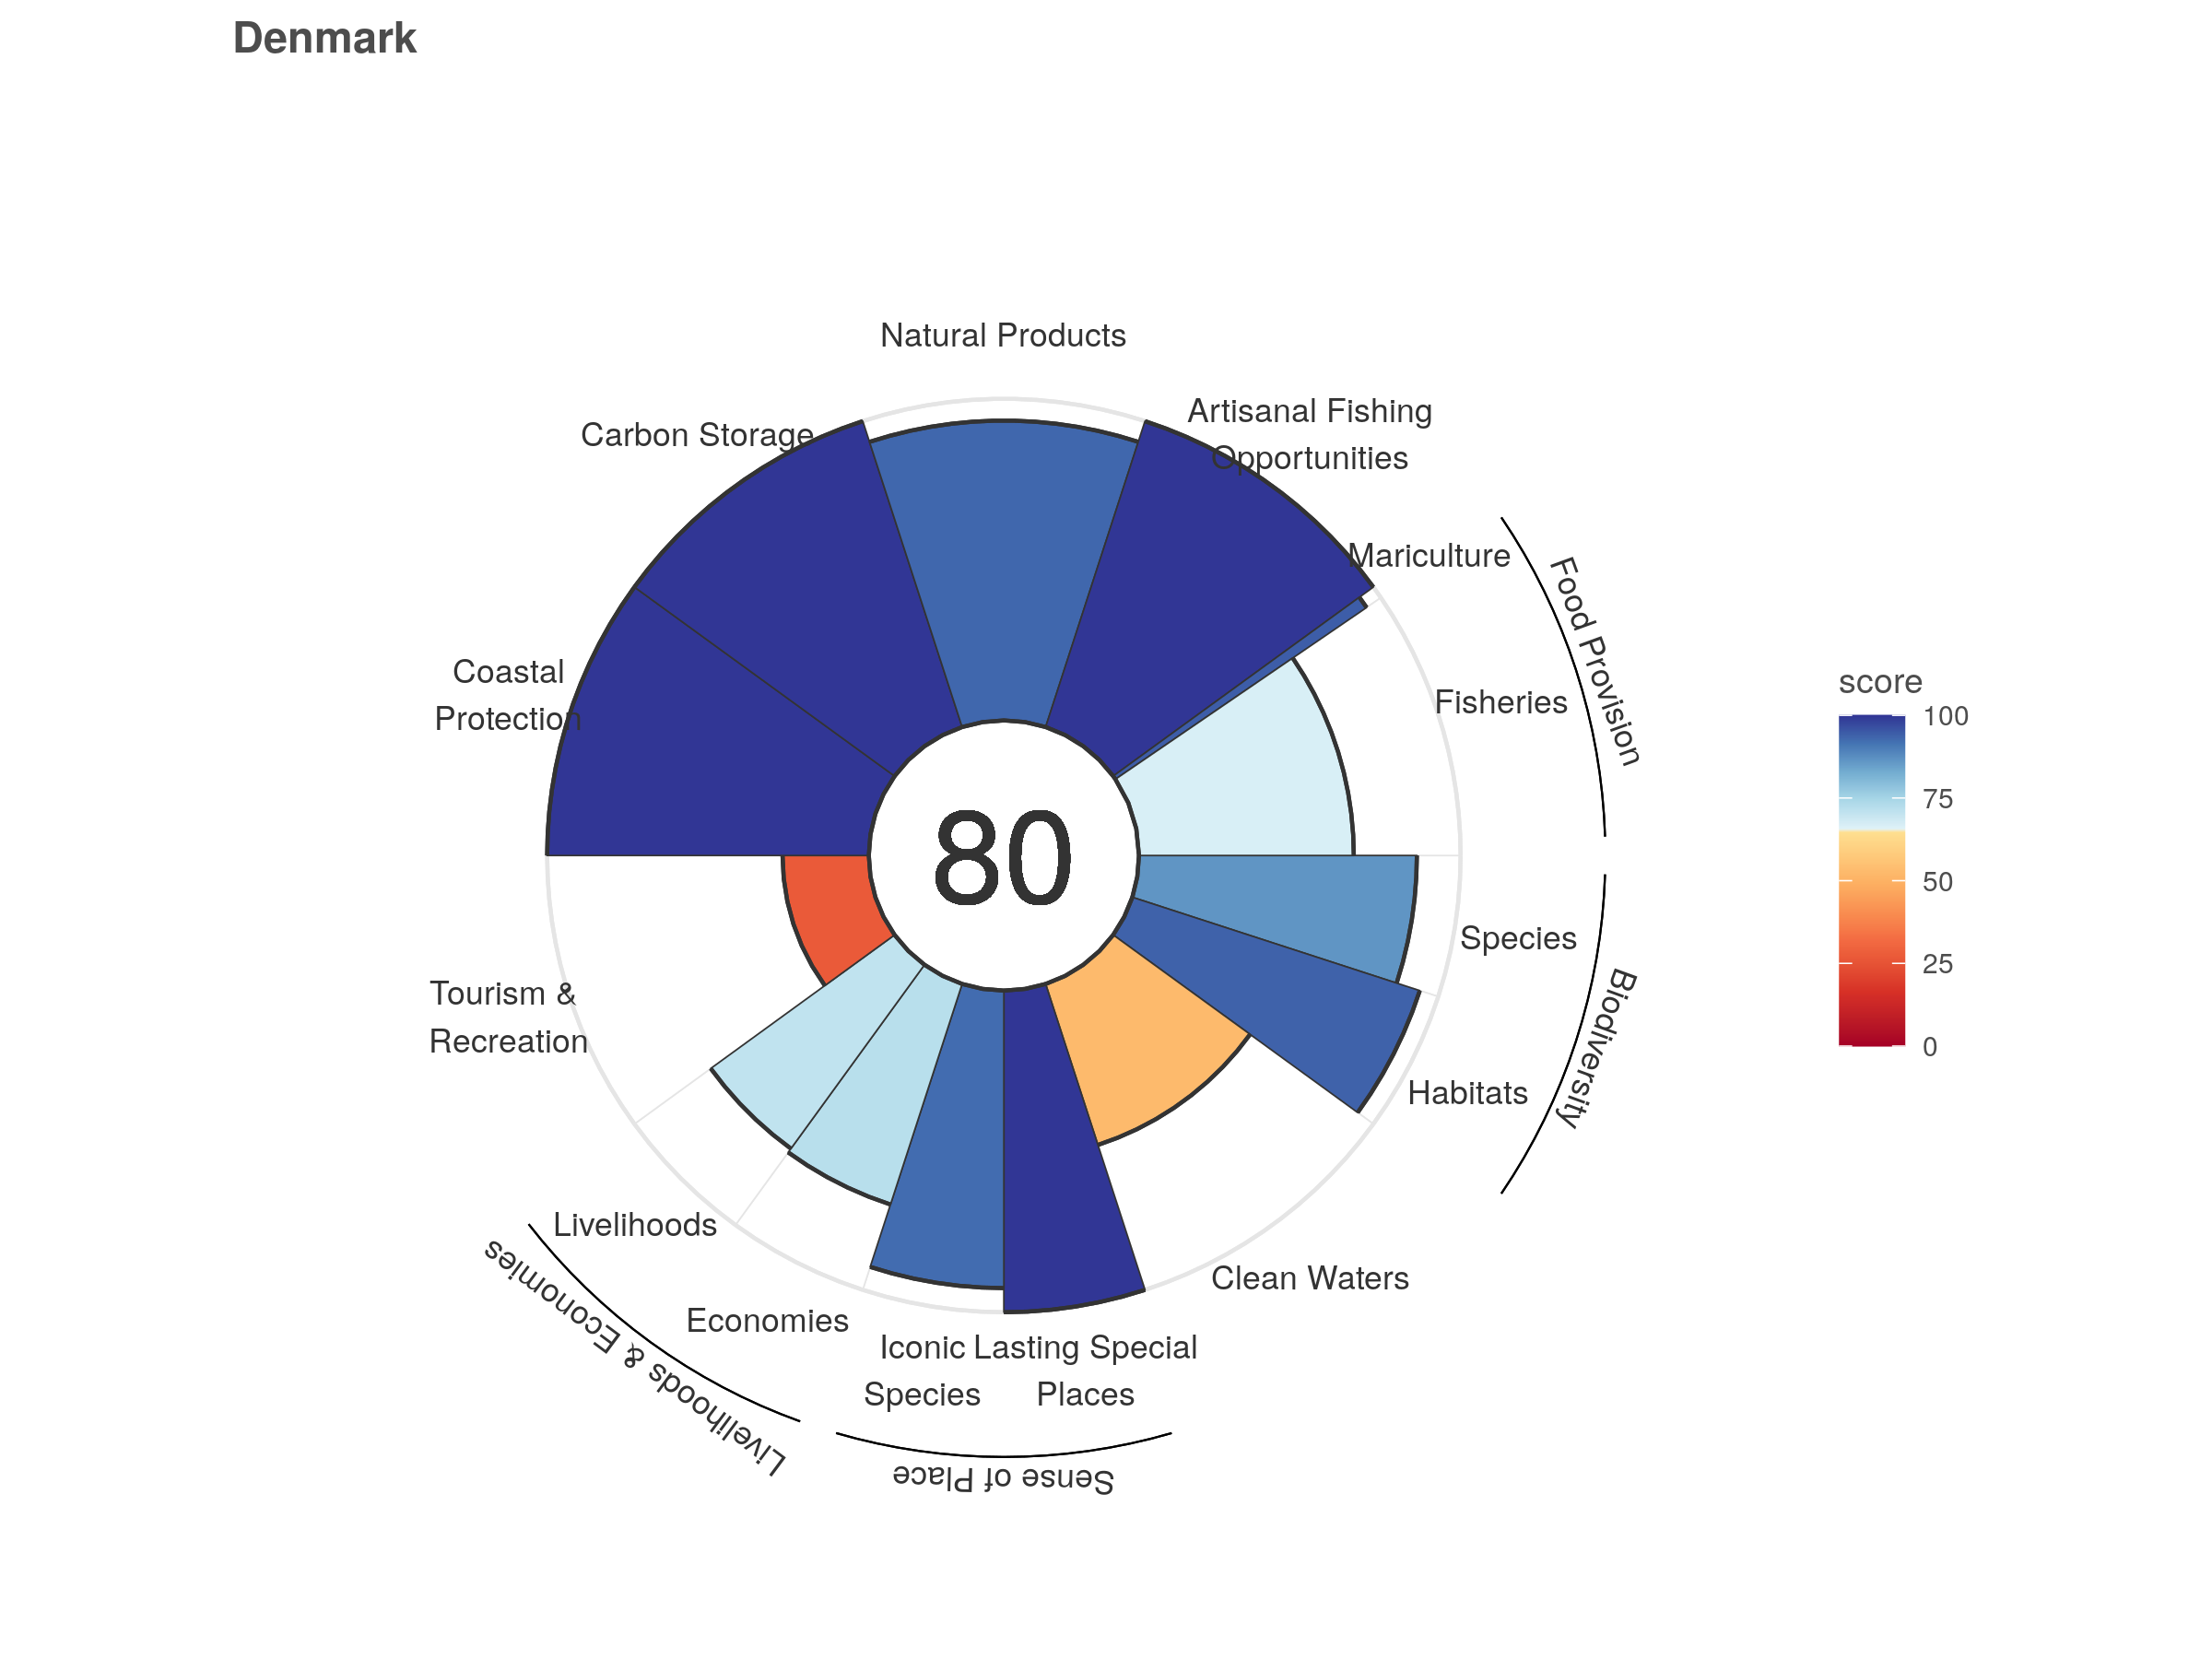 Denmark
Natural Products
Artisanal Fishing
Opportunities
Carbon Storage
Mariculture
Food Provision
Fisheries
Coastal
Protection
score
100
75
50
25
0
80
Species
Biodiversity
Tourism &
Recreation
Habitats
Livelihoods
Clean Waters
Livelihoods & Economies
Economies
Iconic
Species
Lasting Special
Places
Sense of Place